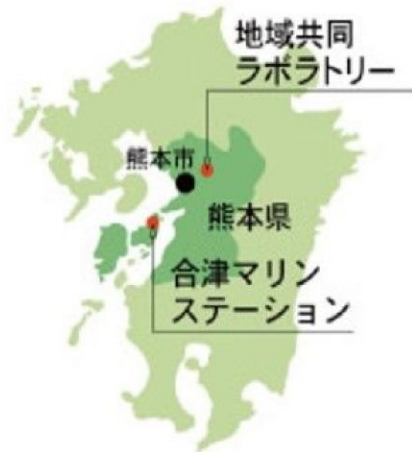 地域共同
ラボラトリー
熊本市
熊本県
合津マリン
ステーション